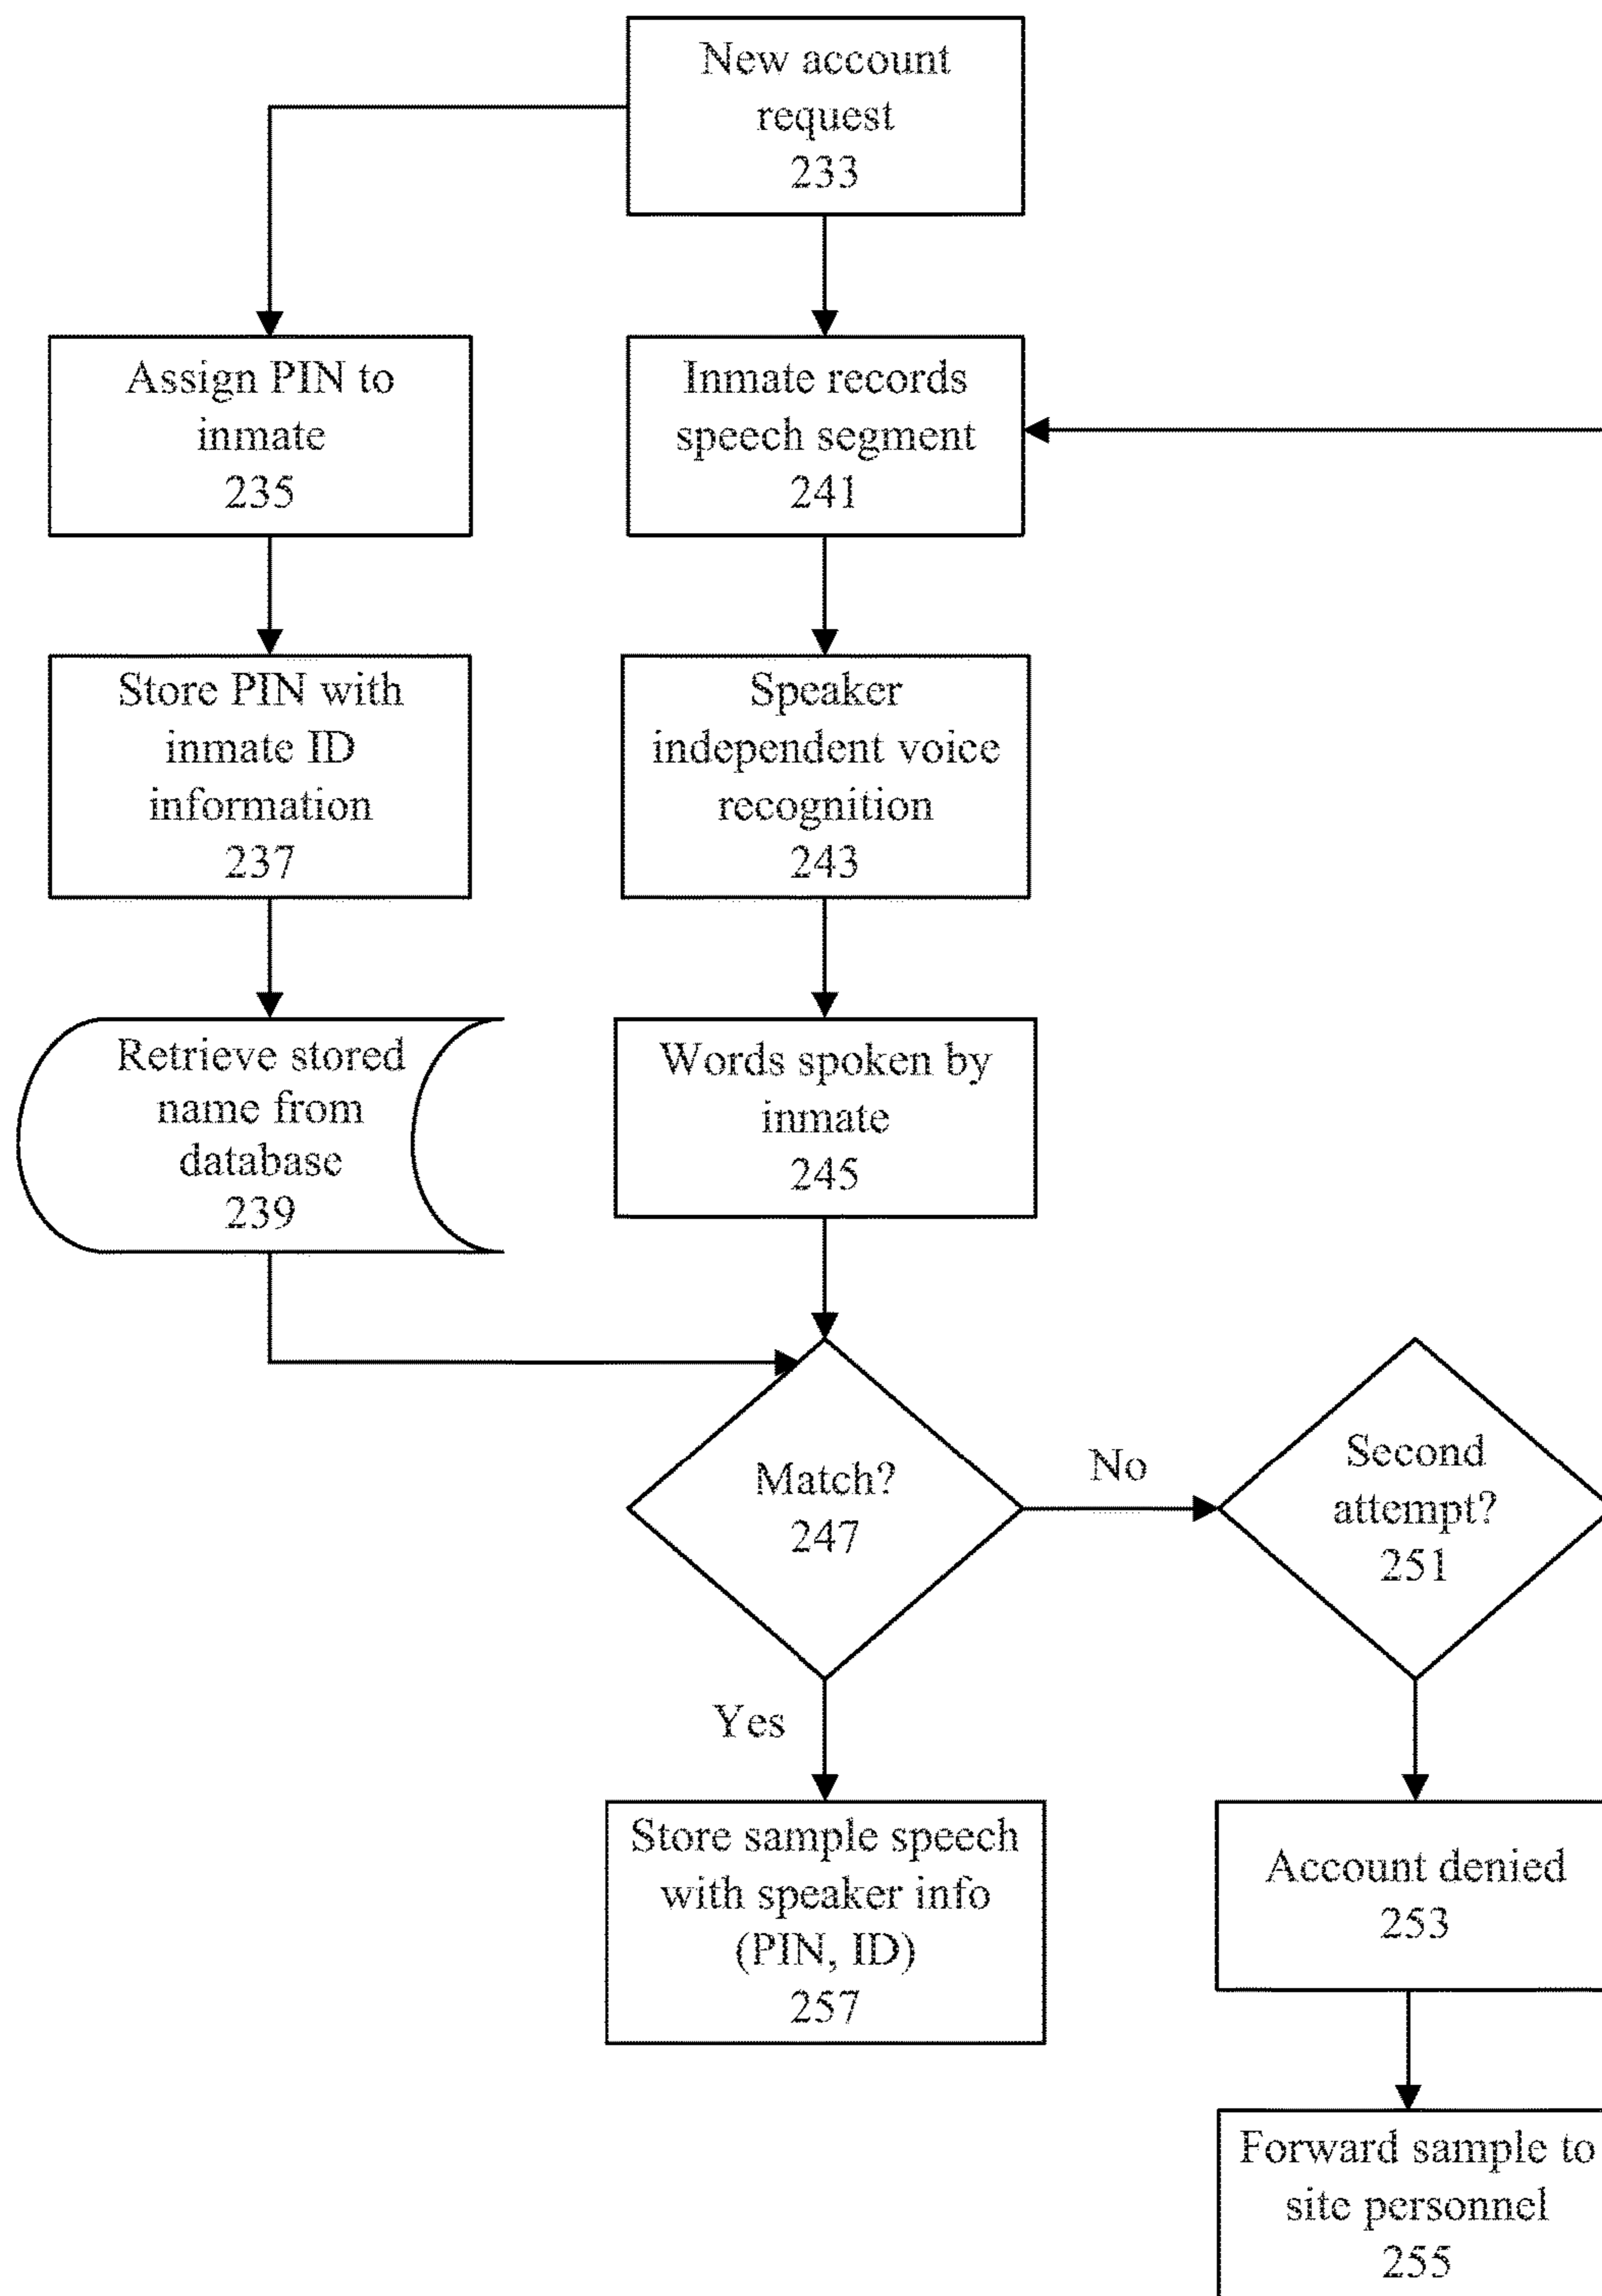 New account
request
233
Assign PIN to
inmate
235
Inmate records
speech segment
241
Store PIN with
inmate ID
information
237
Speaker
independent voice
recognition
243
Retrieve stored
name from
database
239
Words spoken by
inmate
245
Match?
247
No
Second
attempt?
251
Yes
Store sample speech
with speaker info
(PIN, ID)
257
Account denied
253
Forward sample to
site personnel
255